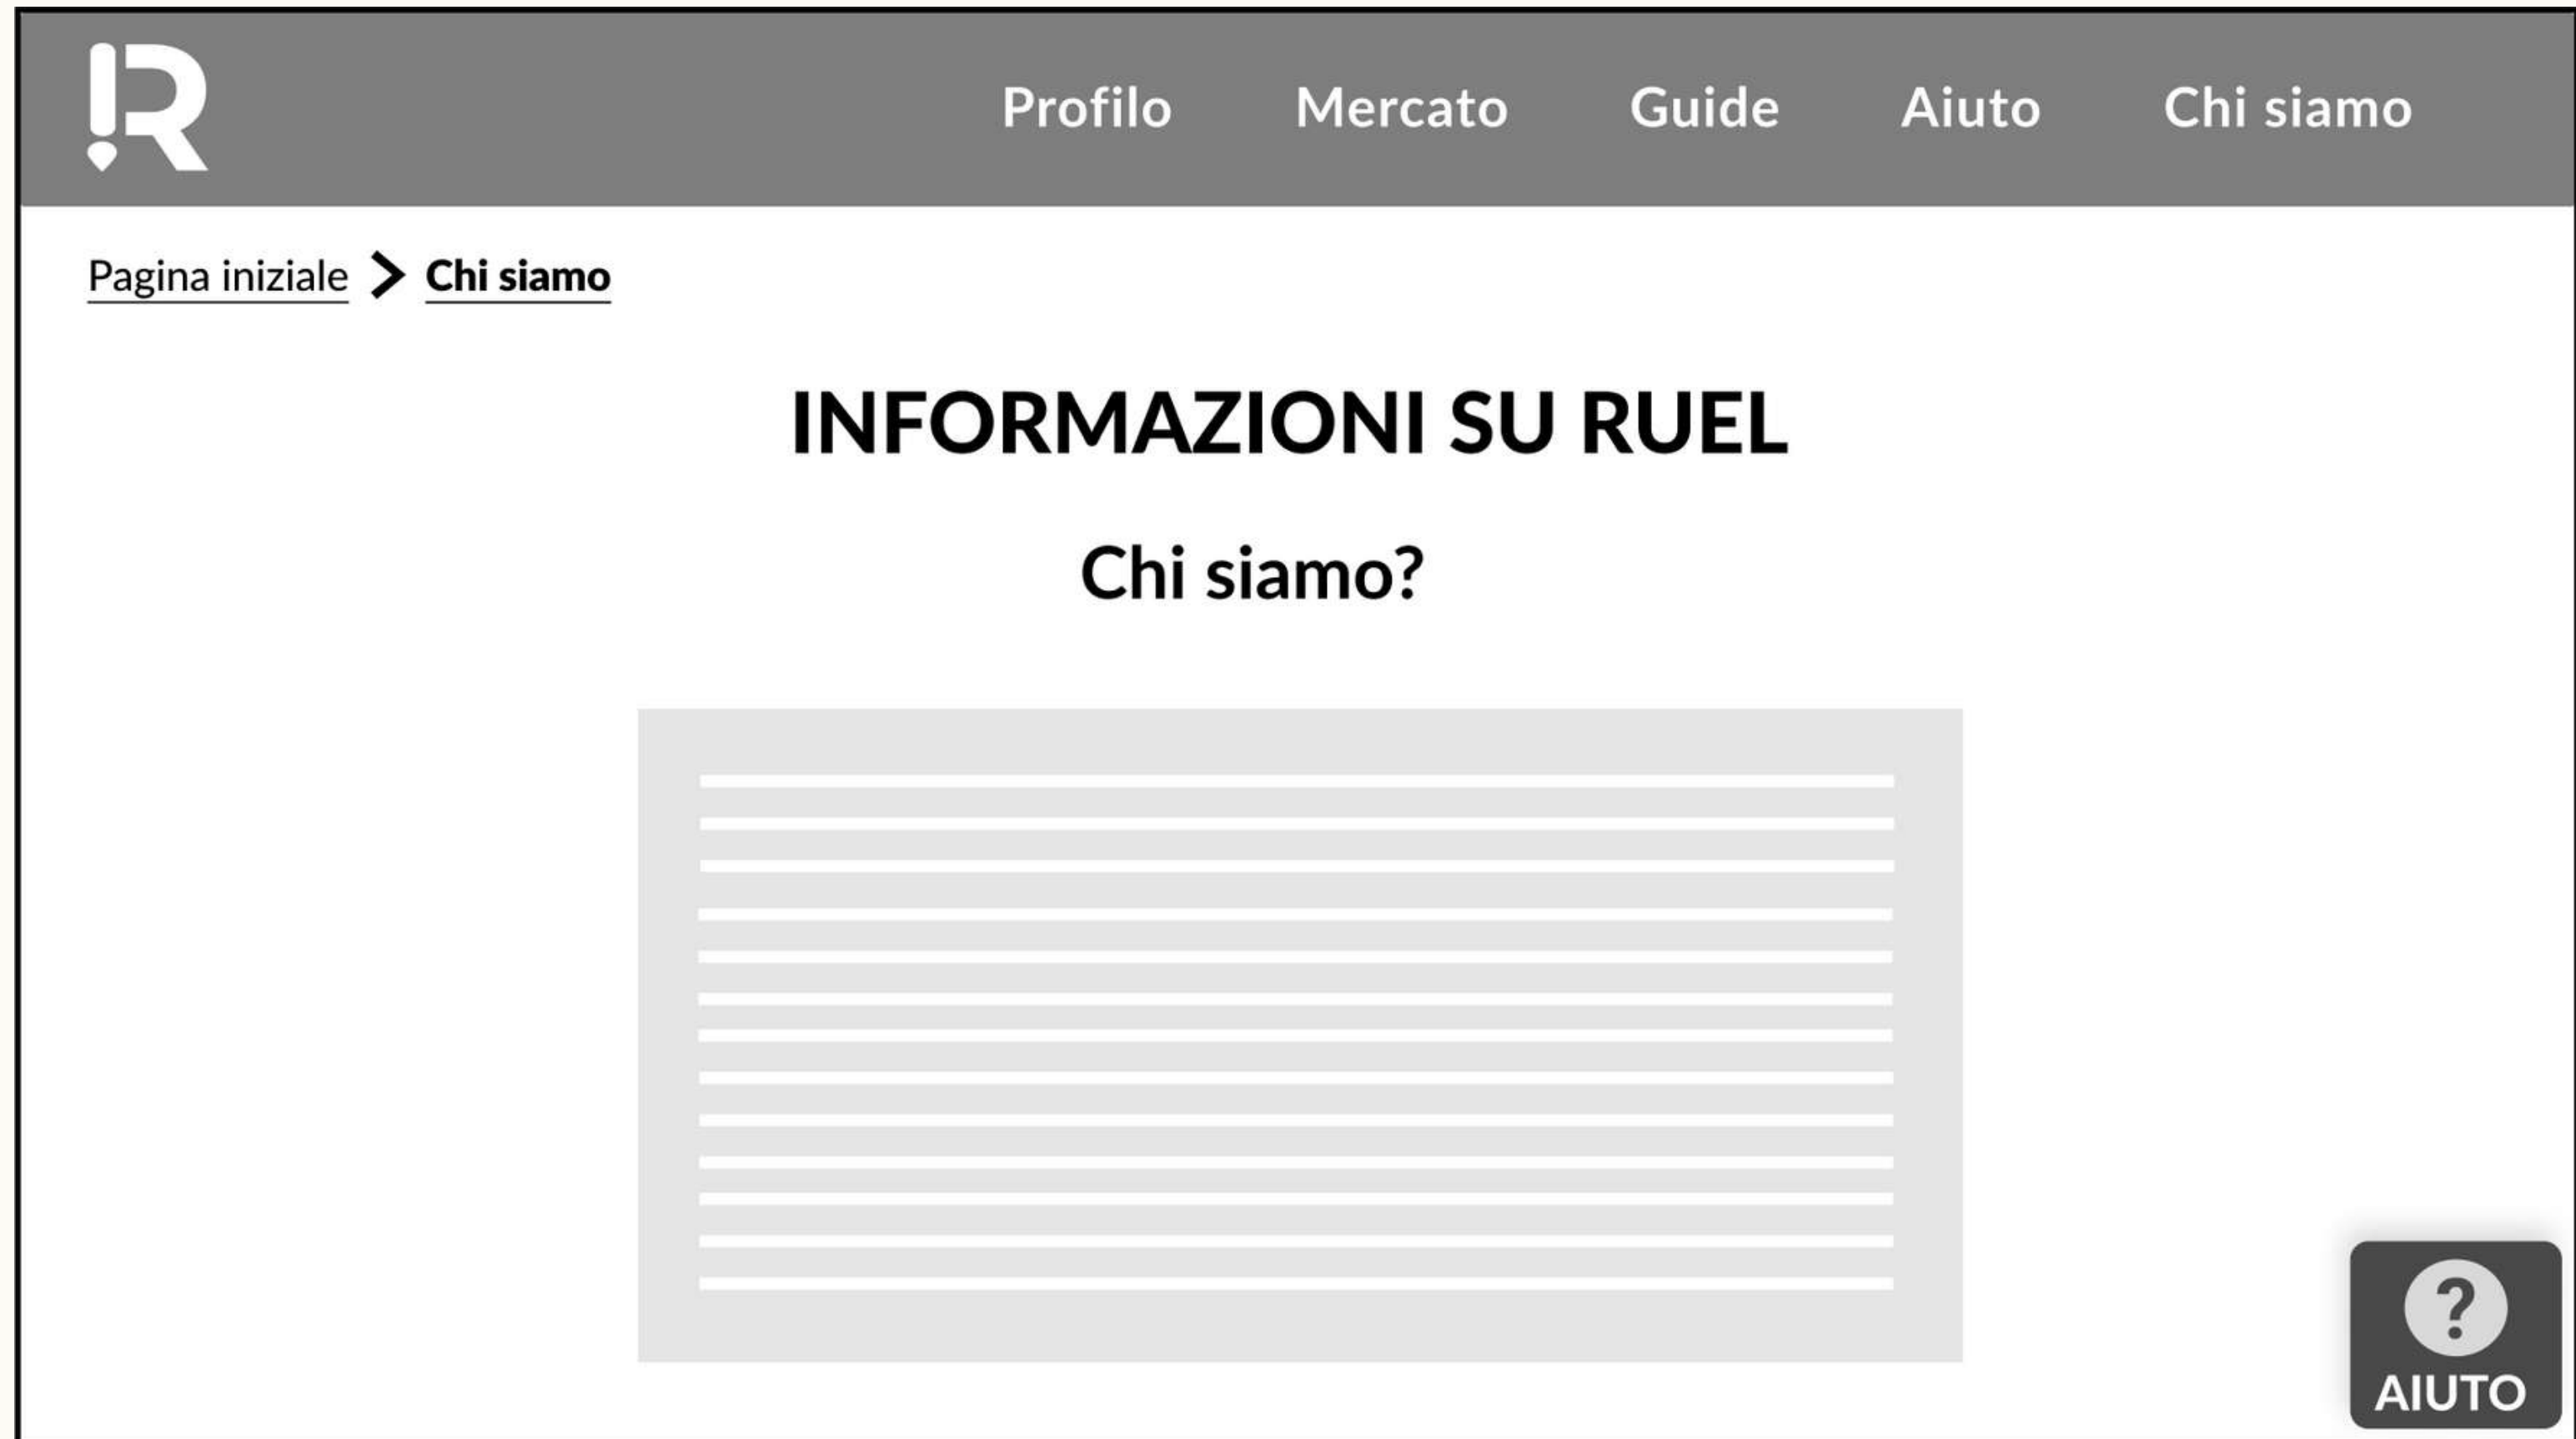 R
Profilo Mercato Guide Aiuto Chi siamo
Pagina iniziale > Chi siamo
INFORMAZIONI SU RUEL
Chi siamo?
?
AIUTO